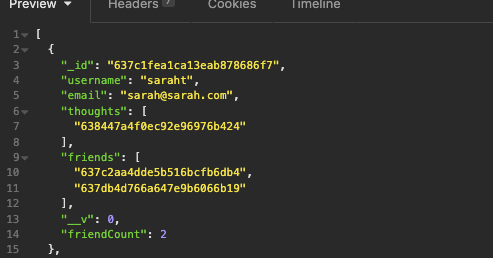 Preview Headers 7 Cookies Timeline
1 [
2 {
3 "_id": "637c1fea1ca13eab878686f7",
4 "username": "saraht",
5 "email": "sarah@sarah.com",
6 "thoughts": [
7 "638447a4f0ec92e96976b424"
8 ],
9 "friends": [
10 "637c2aa4dde5b516bcfb6db4",
11 "637db4d766a647e9b6066b19"
12 ],
13 "__v": 0,
14 "friendCount": 2
15 },